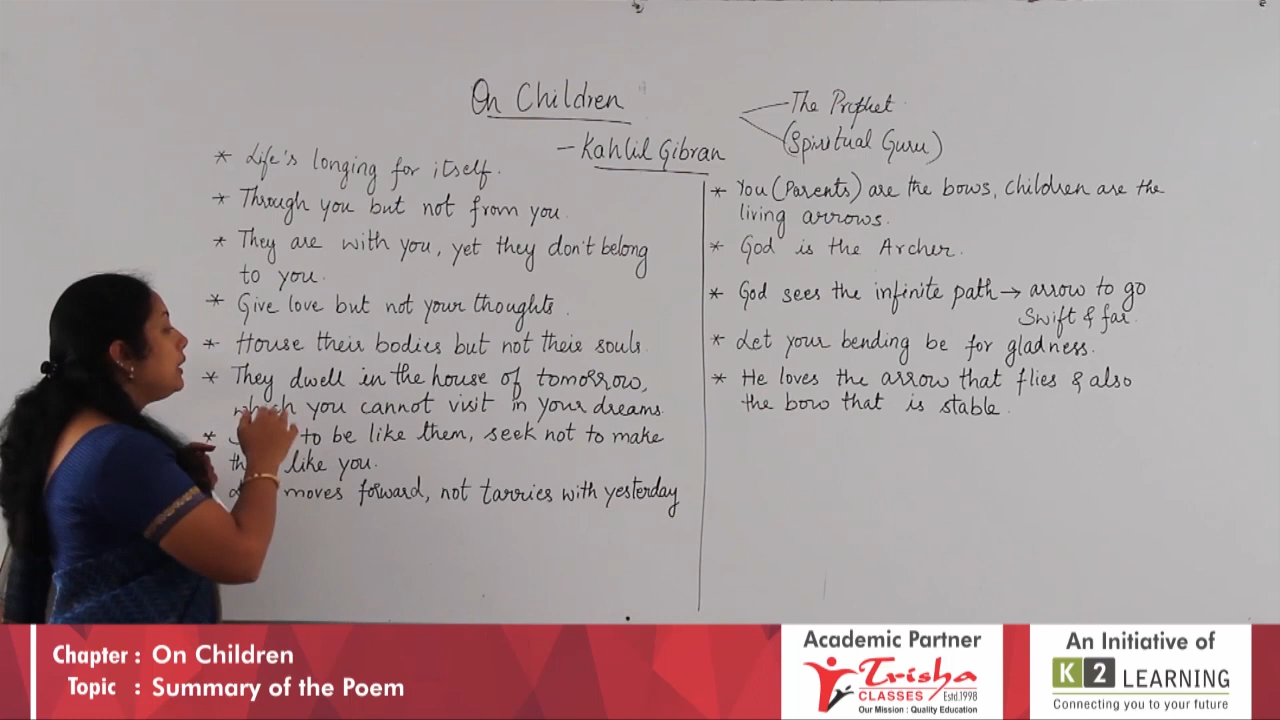 On Children
- Kahlil Gibran
The Prophet
(Spiritual Guru)
* Life's longing for itself.
* Through you but not from you.
* They are with you, yet they don't belong
to you.
* Give love but not your thoughts.
* House their bodies but not their souls.
* They dwell in the house of tomorrow,
which you cannot visit in your dreams.
* to be like them, seek not to make
like you.
moves forward, not tarries with yesterday
* You (Parents) are the bows, children are the
living arrows.
* God is the Archer.
* God sees the infinite path → arrow to go
Swift & far.
* Let your bending be for gladness.
* He loves the arrow that flies & also
the bow that is stable.
Chapter : On Children
Topic : Summary of the Poem
Academic Partner
Trisha
CLASSES Estd.1998
Our Mission : Quality Education
An Initiative of
K2 LEARNING
Connecting you to your future